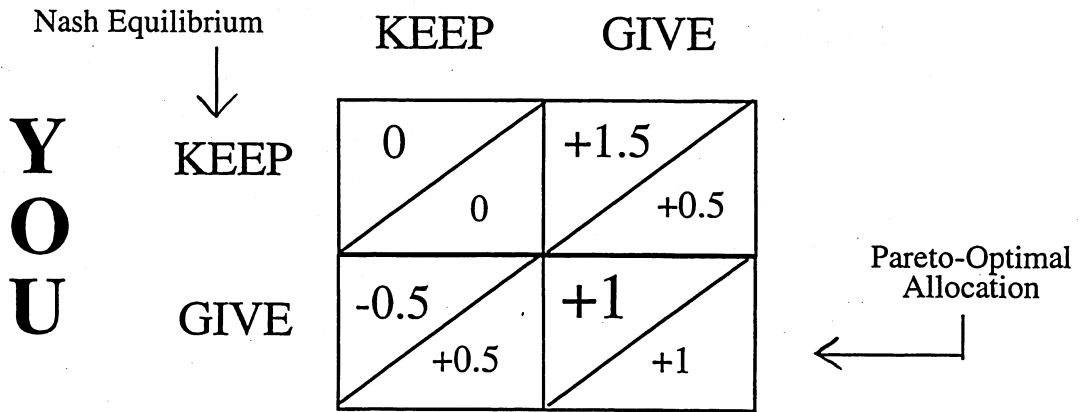 Nash Equilibrium
KEEP GIVE
YOU
KEEP
0
0
+1.5
+0.5
GIVE
-0.5
+0.5
+1
+1
Pareto-Optimal
Allocation